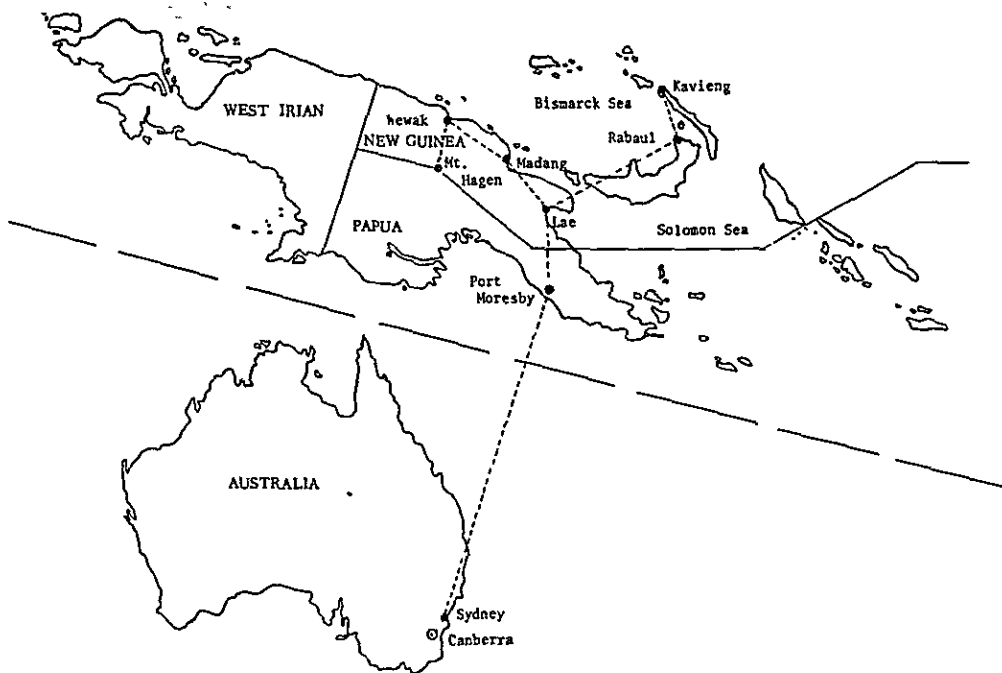 WEST IRIAN
Bismarck Sea
Kavieng
hewak
NEW GUINEA
Rabaul
Madang
Mt.
Hagen
PAPUA
Lae
Solomon Sea
Port
Moresby
AUSTRALIA
Sydney
Canberra